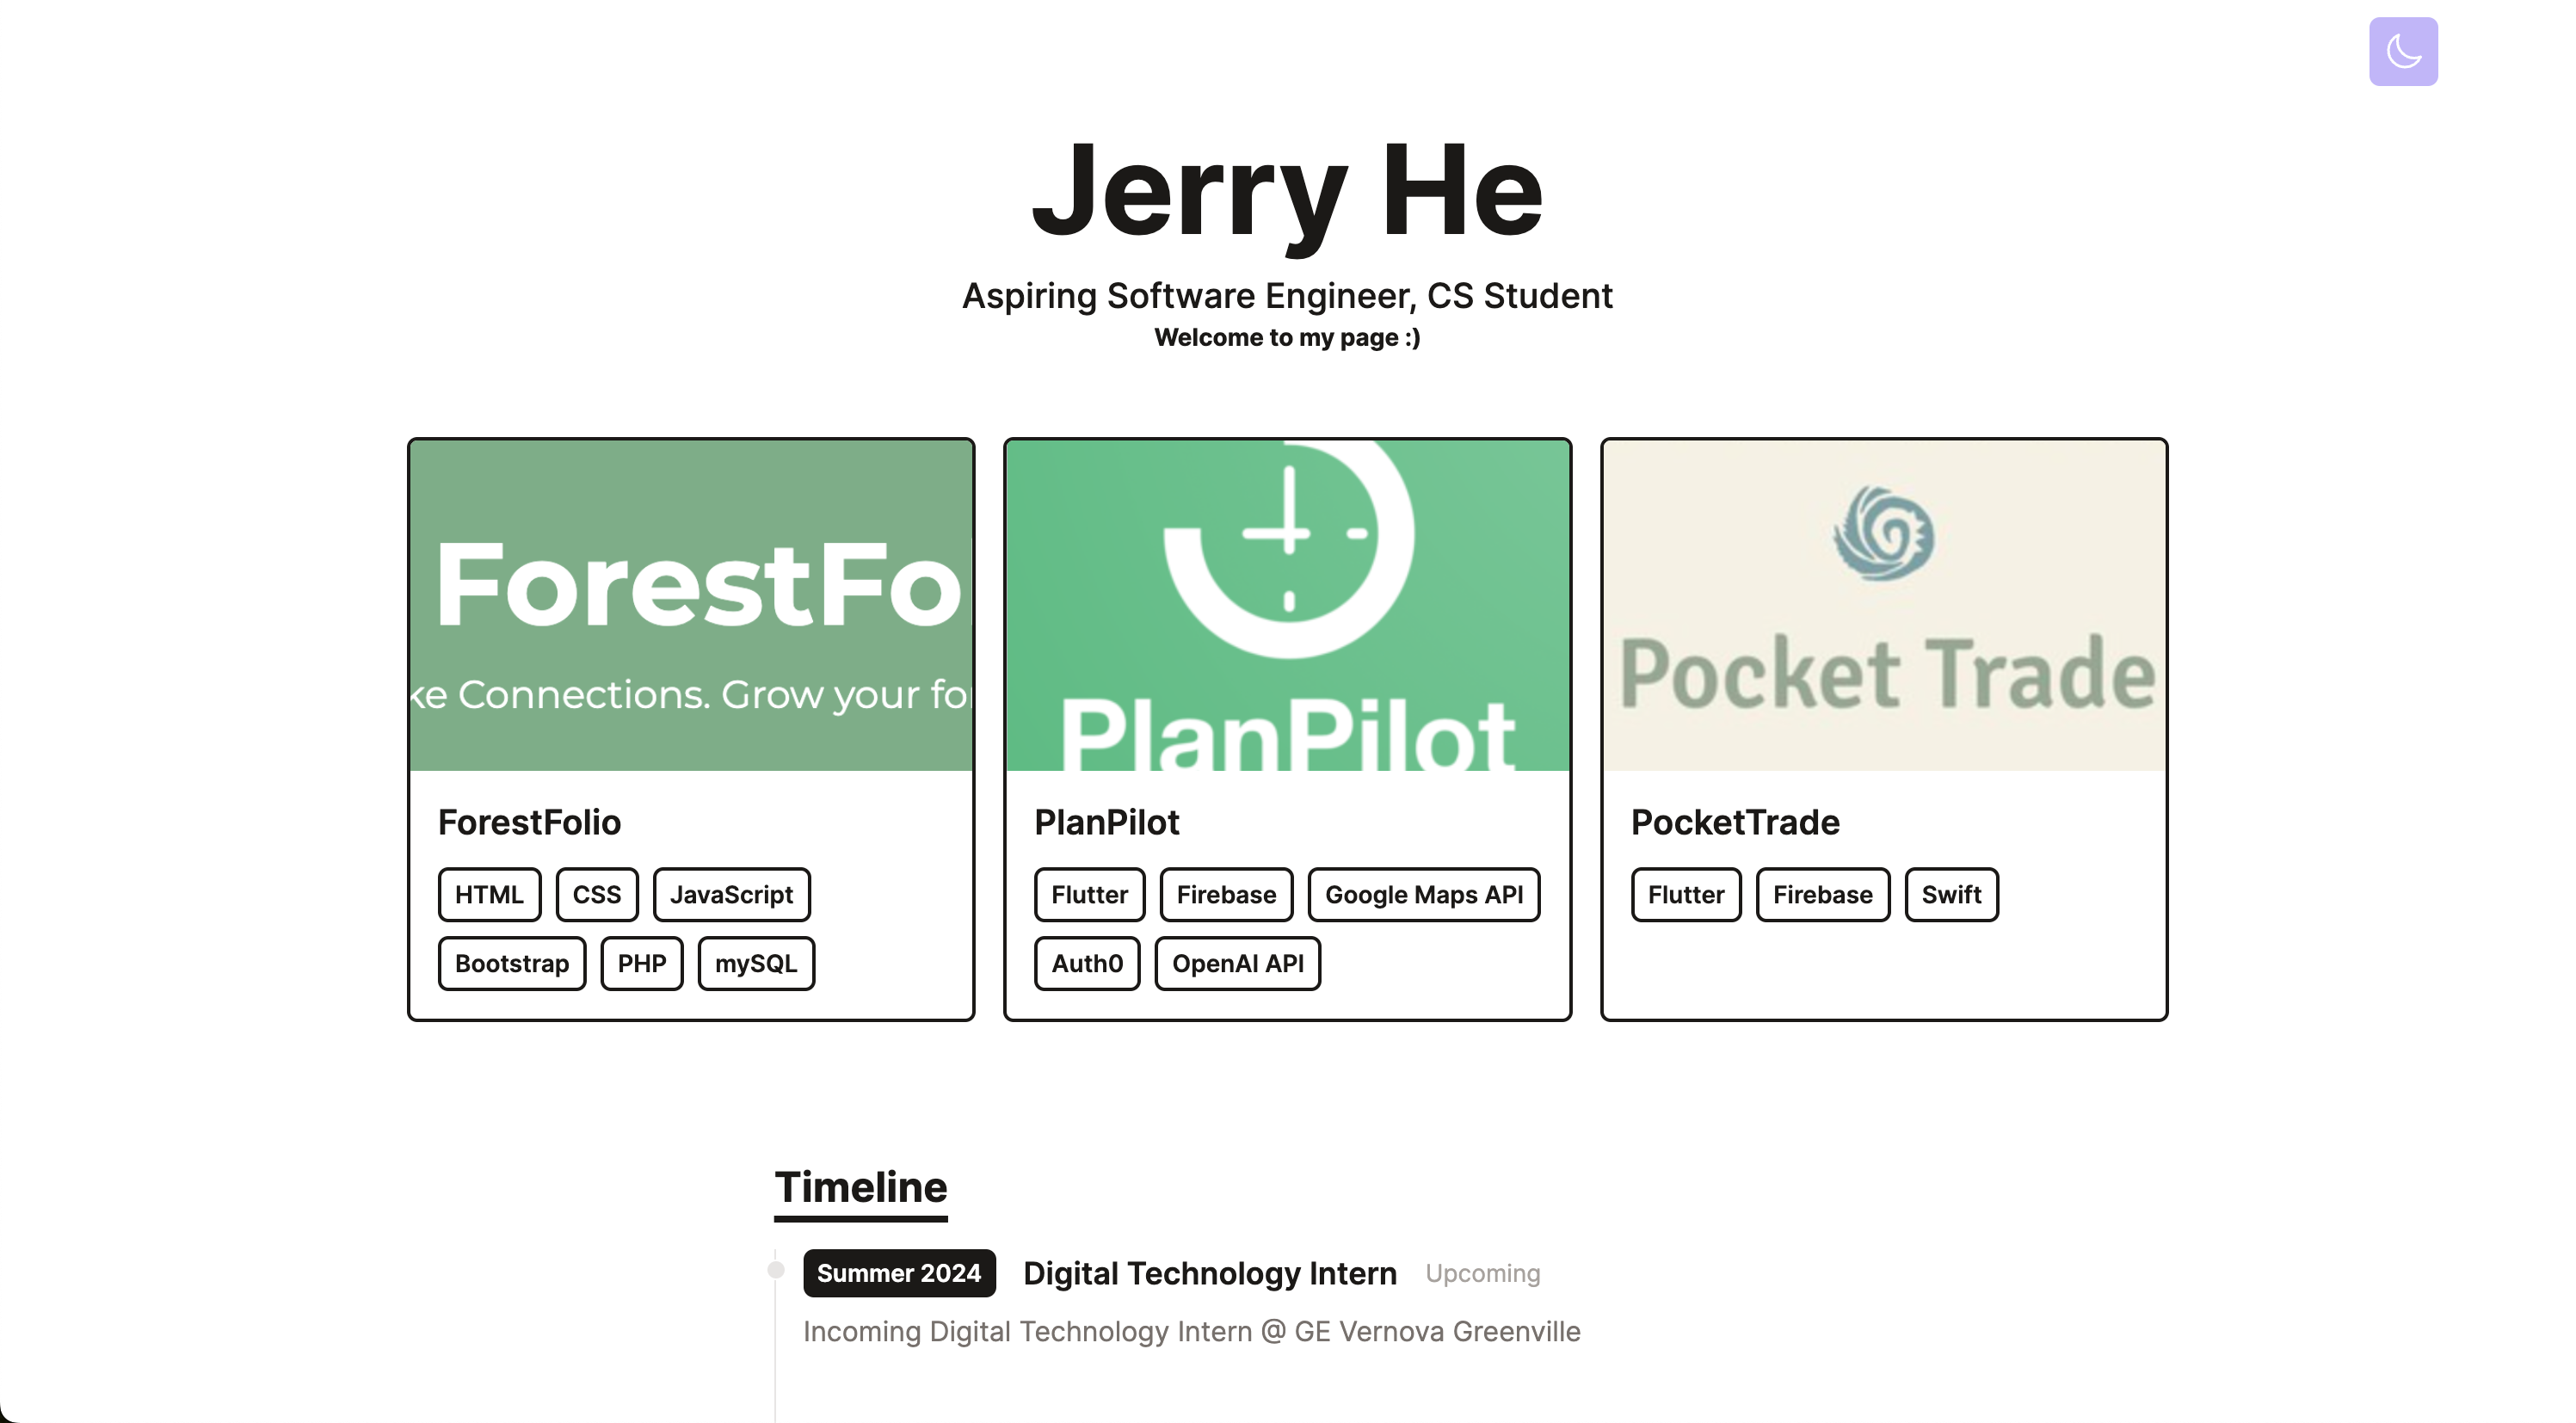 Jerry He
Aspiring Software Engineer, CS Student
Welcome to my page :)
ForestFo
ke Connections. Grow your for
ForestFolio
HTML CSS JavaScript
Bootstrap PHP mySQL
PlanPilot
PlanPilot
Flutter Firebase Google Maps API
Auth0 OpenAI API
Pocket Trade
PocketTrade
Flutter Firebase Swift
Timeline
Summer 2024 Digital Technology Intern Upcoming
Incoming Digital Technology Intern @ GE Vernova Greenville